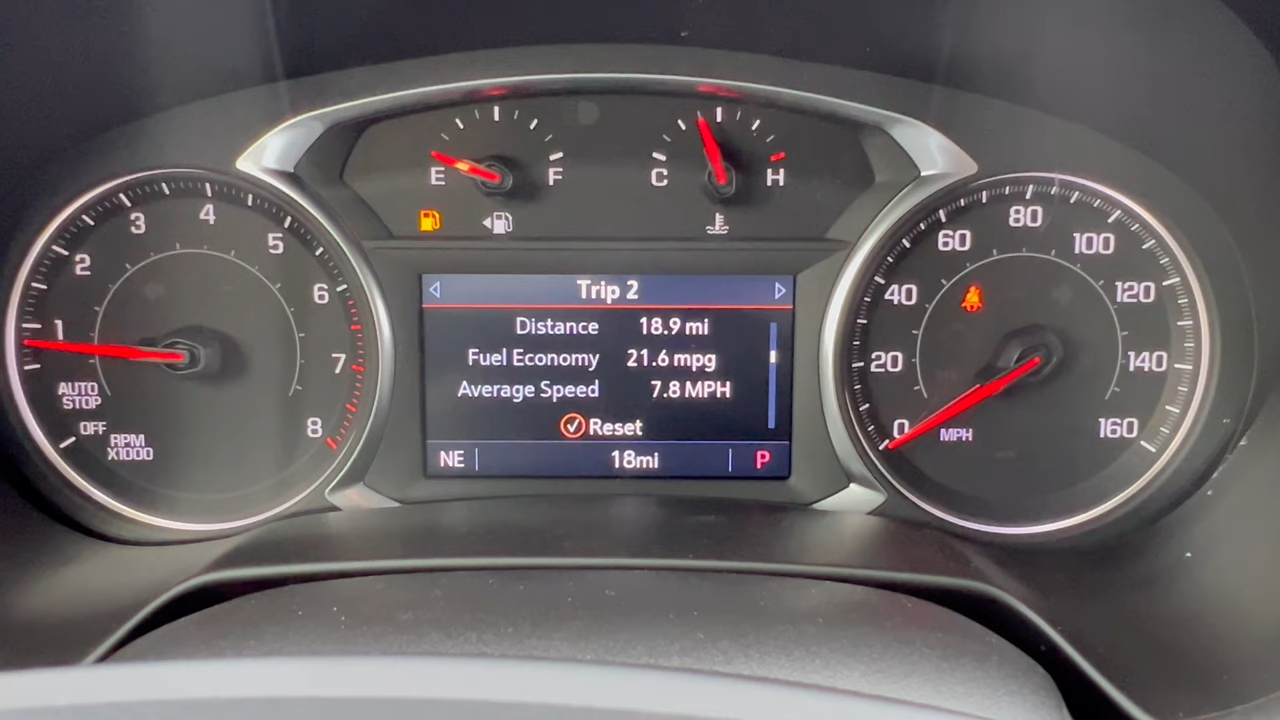 E F
C H
1 2 3 4 5 6 7 8
AUTO
STOP
OFF
RPM
X1000
Trip 2
Distance 18.9 mi
Fuel Economy 21.6 mpg
Average Speed 7.8 MPH
Reset
NE 18mi P
0 20 40 60 80 100 120 140 160
MPH